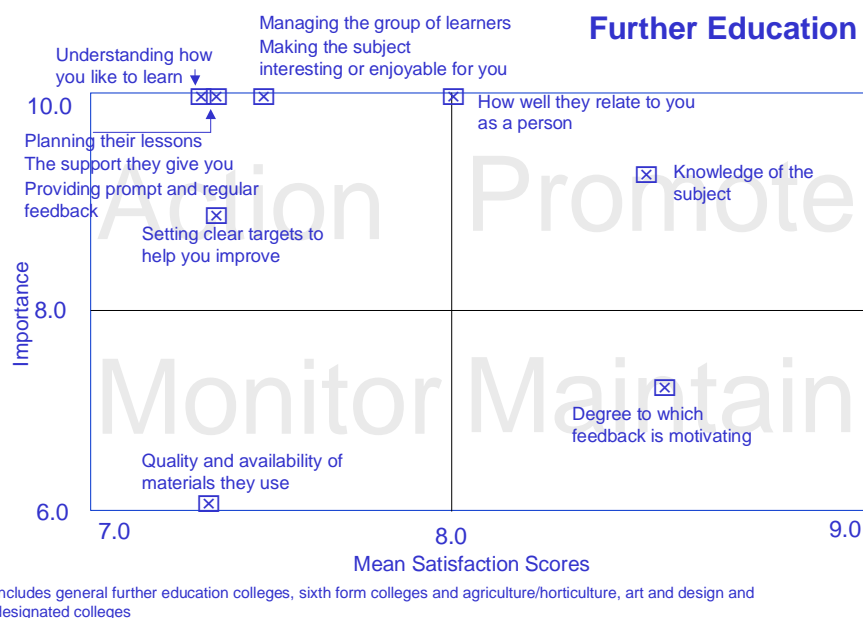 Further Education
Managing the group of learners
Making the subject
interesting or enjoyable for you
Understanding how
you like to learn
10.0
How well they relate to you
as a person
Planning their lessons
The support they give you
Providing prompt and regular
feedback
Action
Promote
Knowledge of the
subject
Setting clear targets to
help you improve
Importance
8.0
Monitor
Maintain
Degree to which
feedback is motivating
Quality and availability of
materials they use
6.0
7.0
8.0
9.0
Mean Satisfaction Scores
ncludes general further education colleges, sixth form colleges and agriculture/horticulture, art and design and
designated colleges